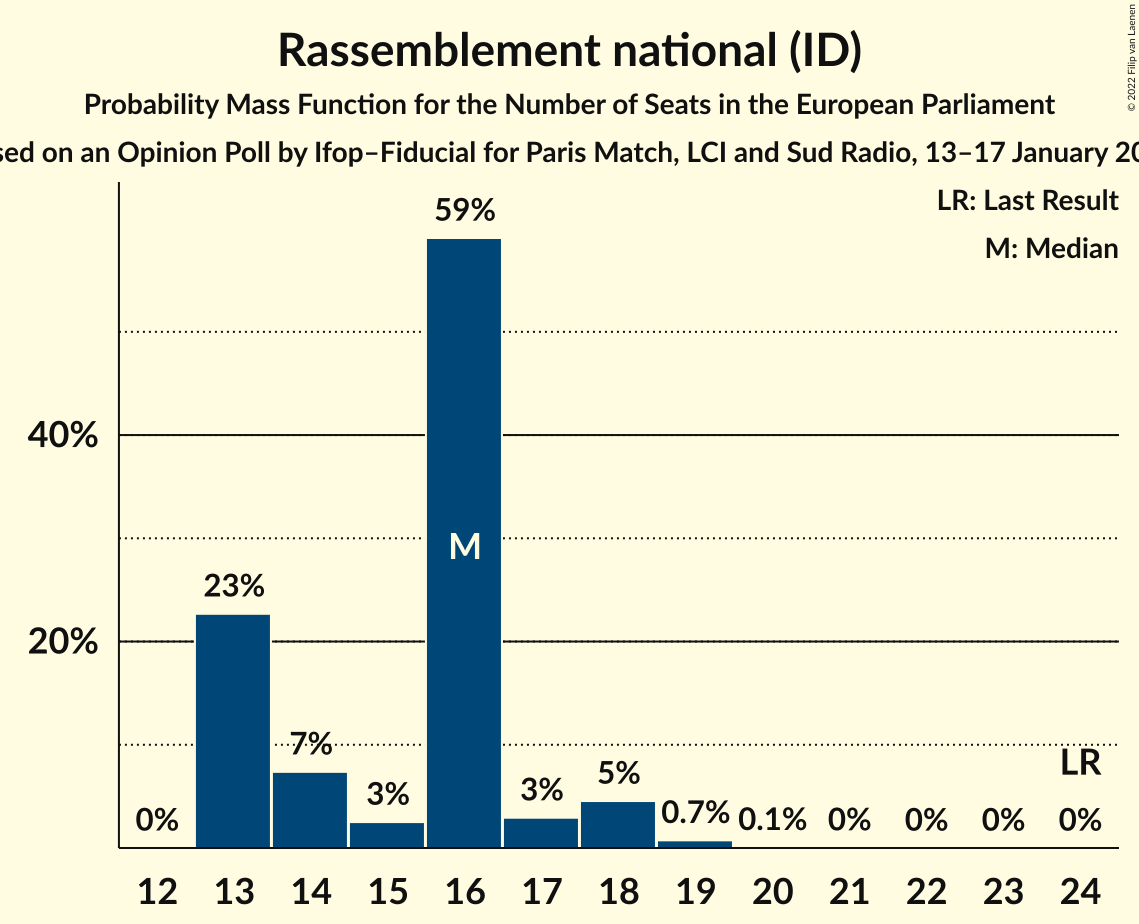 Rassemblement national (ID)
Probability Mass Function for the Number of Seats in the European Parliament
on an Opinion Poll by Ifop–Fiducial for Paris Match, LCI and Sud Radio, 13–17 January
© 2022 Filip van Laenen
LR: Last Result
M: Median
59%
40%
M
23%
20%
7%
LR
5%
3%
3%
0%
0.7%
0.1%
0%
0%
0%
0%
12 13 14 15 16 17 18 19 20 21 22 23 24